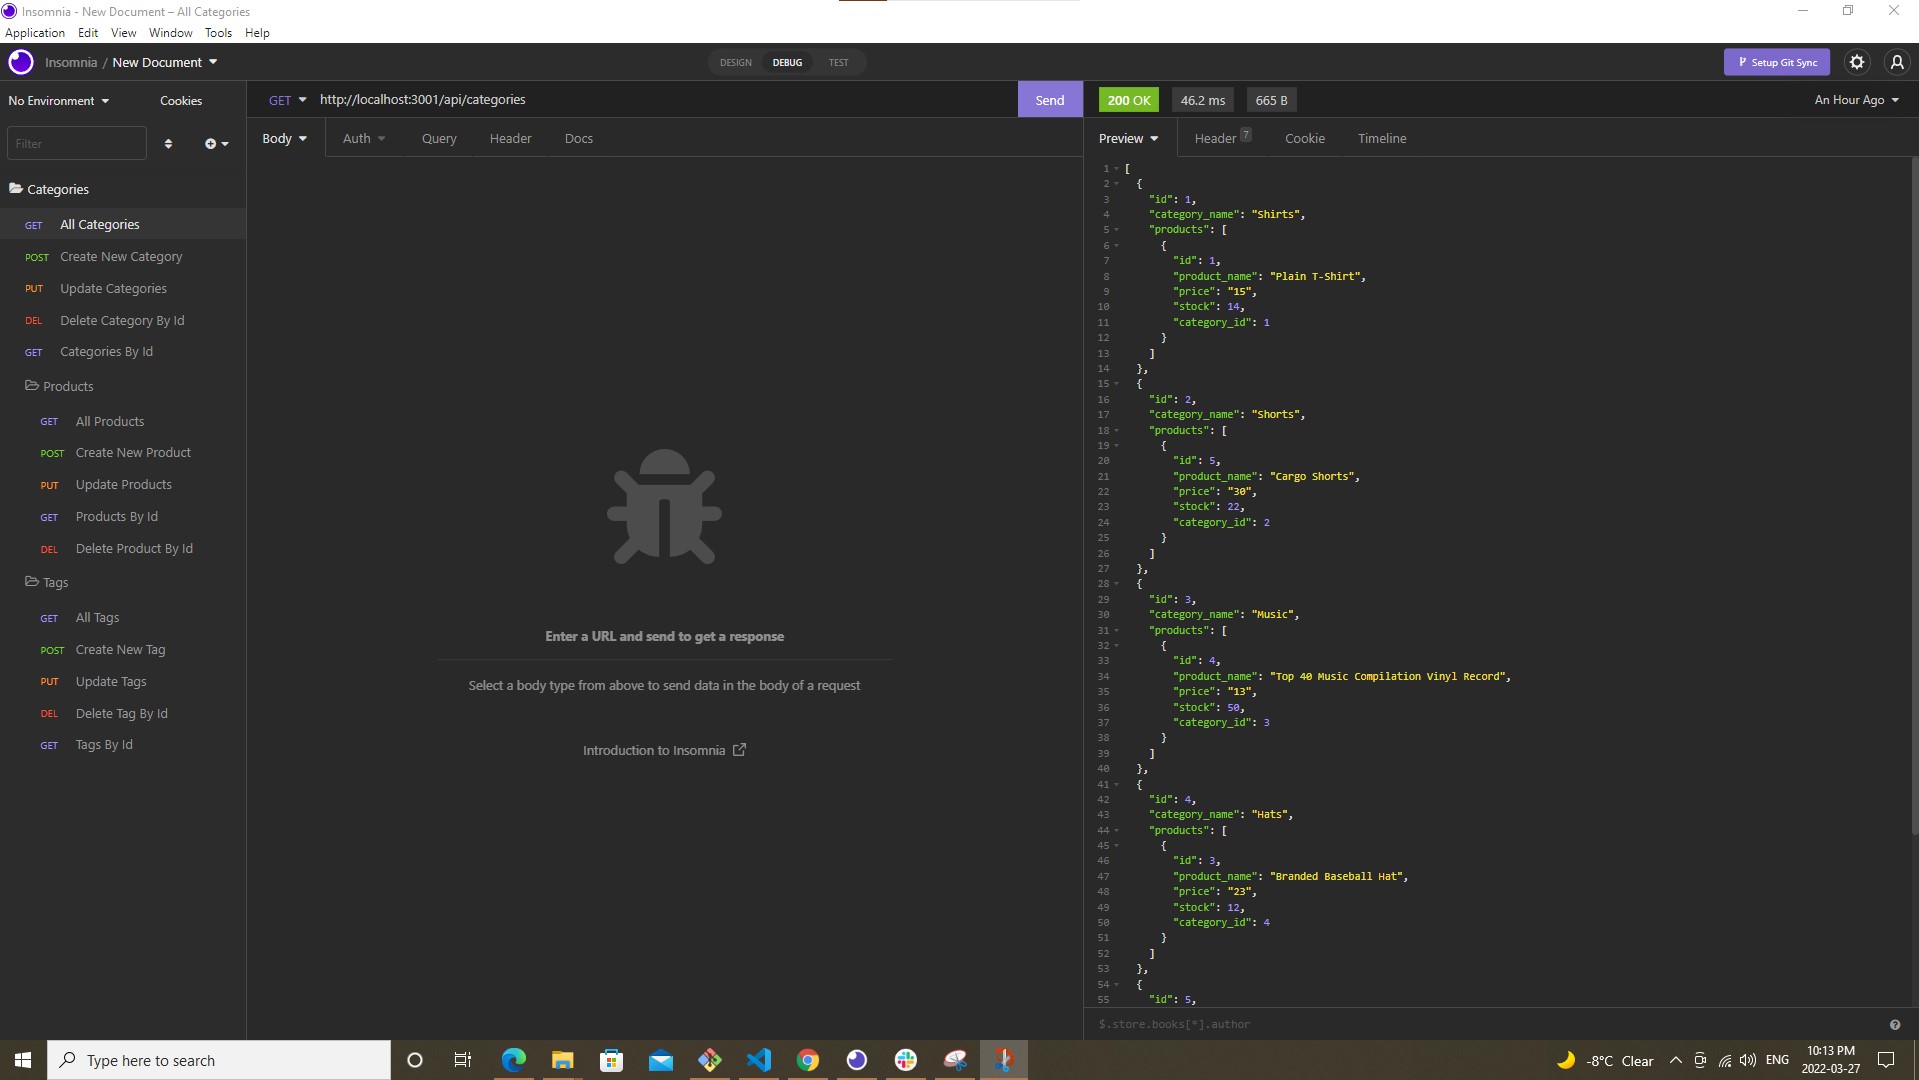 Insomnia - New Document – All Categories
Application Edit View Window Tools Help
Insomnia / New Document
DESIGN DEBUG TEST
Setup Git Sync
No Environment Cookies
Filter
Categories
GET All Categories
POST Create New Category
PUT Update Categories
DEL Delete Category By Id
GET Categories By Id
Products
GET All Products
POST Create New Product
PUT Update Products
GET Products By Id
DEL Delete Product By Id
Tags
GET All Tags
POST Create New Tag
PUT Update Tags
DEL Delete Tag By Id
GET Tags By Id
GET http://localhost:3001/api/categories Send
Body Auth Query Header Docs
Enter a URL and send to get a response
Select a body type from above to send data in the body of a request
Introduction to Insomnia
200 OK 46.2 ms 665 B An Hour Ago
Preview Header 7 Cookie Timeline
1 [
2 {
3 "id": 1,
4 "category_name": "Shirts",
5 "products": [
6 {
7 "id": 1,
8 "product_name": "Plain T-Shirt",
9 "price": "15",
10 "stock": 14,
11 "category_id": 1
12 }
13 ]
14 },
15 {
16 "id": 2,
17 "category_name": "Shorts",
18 "products": [
19 {
20 "id": 5,
21 "product_name": "Cargo Shorts",
22 "price": "30",
23 "stock": 22,
24 "category_id": 2
25 }
26 ]
27 },
28 {
29 "id": 3,
30 "category_name": "Music",
31 "products": [
32 {
33 "id": 4,
34 "product_name": "Top 40 Music Compilation Vinyl Record",
35 "price": "13",
36 "stock": 50,
37 "category_id": 3
38 }
39 ]
40 },
41 {
42 "id": 4,
43 "category_name": "Hats",
44 "products": [
45 {
46 "id": 3,
47 "product_name": "Branded Baseball Hat",
48 "price": "23",
49 "stock": 12,
50 "category_id": 4
51 }
52 ]
53 },
54 {
55 "id": 5,
$.store.books[*].author
Type here to search
-8°C Clear
ENG
10:13 PM
2022-03-27